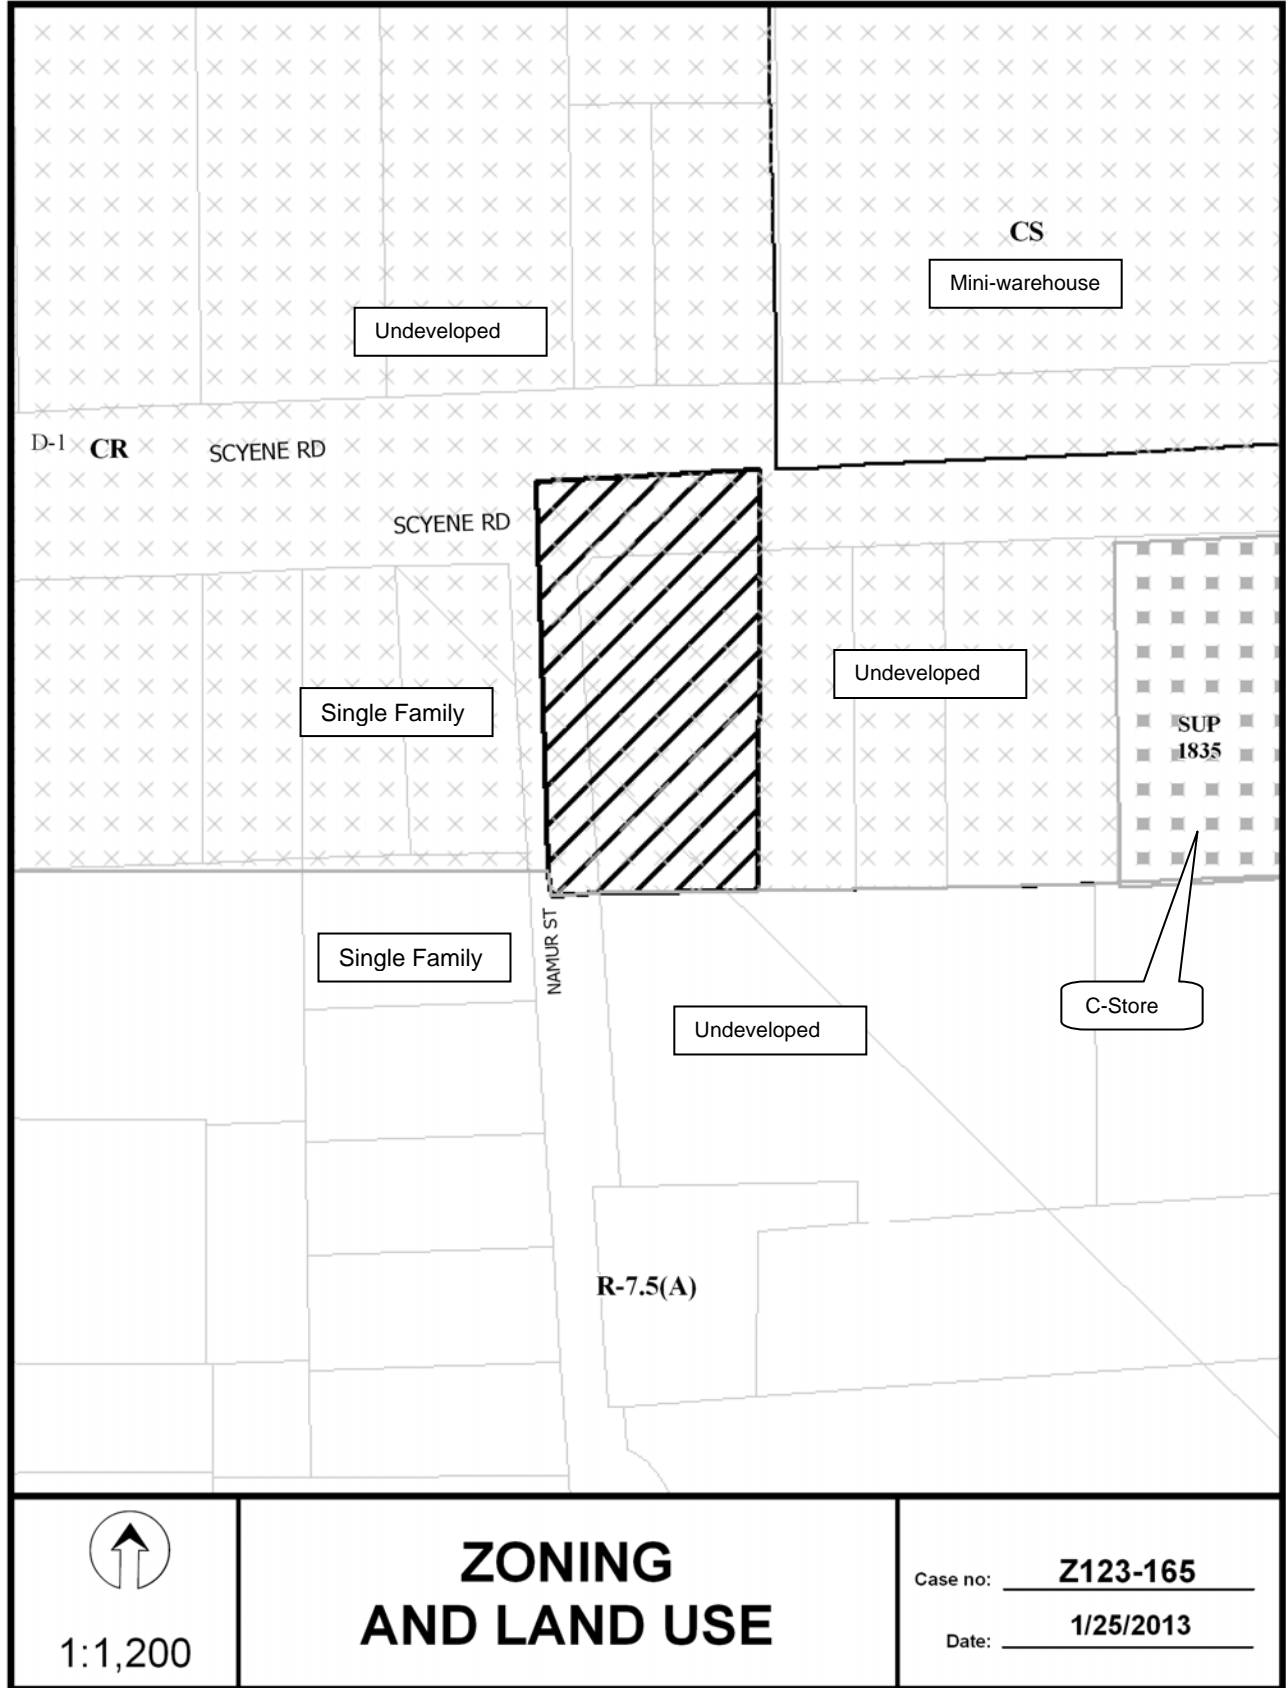 CS
Mini-warehouse
Undeveloped
D-1 CR SCYENE RD
SCYENE RD
Undeveloped
Single Family
SUP
1835
NAMUR ST
Single Family
C-Store
Undeveloped
R-7.5(A)
1:1,200
ZONING
AND LAND USE
Case no: Z123-165
Date: 1/25/2013